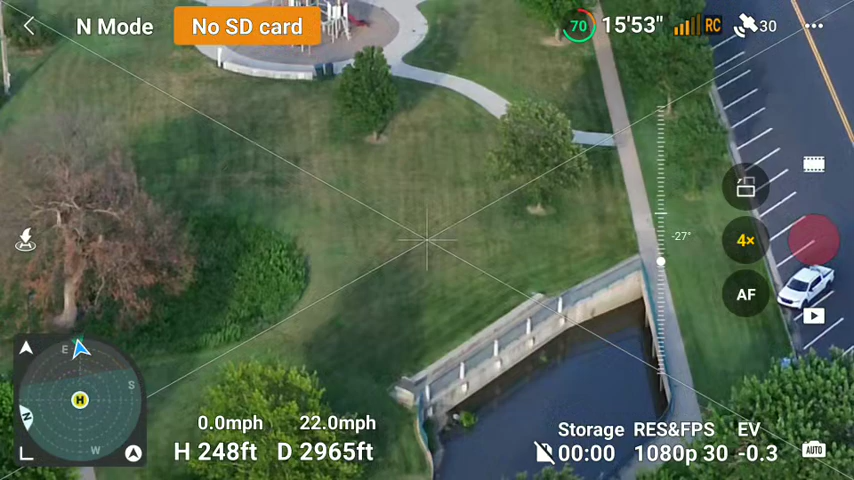 N Mode
No SD card
70
15'53"
RC
30
-27°
4×
AF
E
S
N
H
W
0.0mph 22.0mph
H 248ft D 2965ft
Storage RES&FPS EV
00:00 1080p 30 -0.3
AUTO